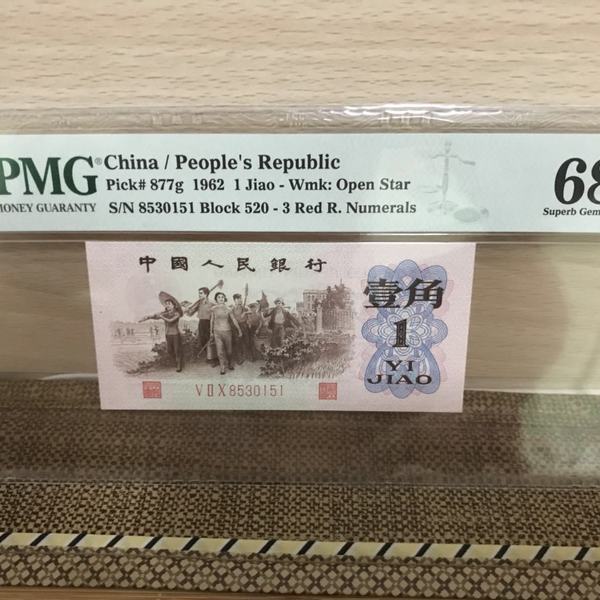 PMG
MONEY GUARANTY
China / People's Republic
Pick# 877g 1962 1 Jiao - Wmk: Open Star
S/N 8530151 Block 520 - 3 Red R. Numerals
68
Superb Gem
中國人民銀行
壹角
1
YI
JIAO
VⅡX8530151